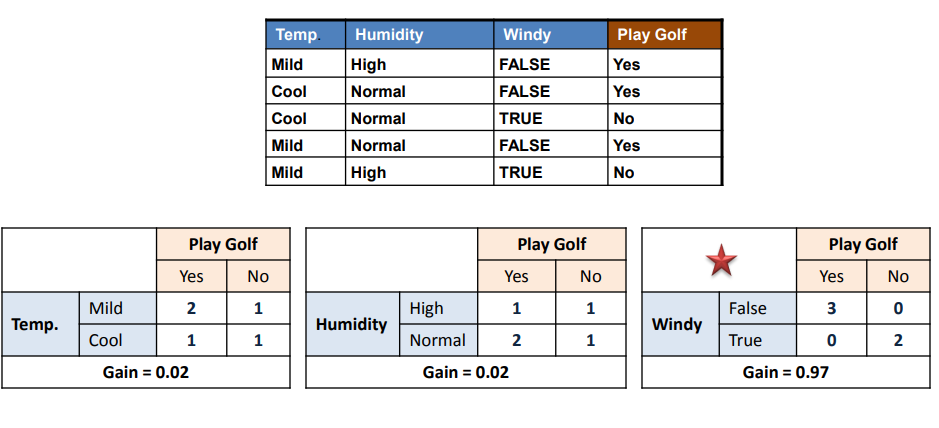 Temp. Humidity Windy Play Golf
Mild High FALSE Yes
Cool Normal FALSE Yes
Cool Normal TRUE No
Mild Normal FALSE Yes
Mild High TRUE No
Play Golf
Yes No
Temp. Mild 2 1
Cool 1 1
Gain = 0.02
Play Golf
Yes No
Humidity High 1 1
Normal 2 1
Gain = 0.02
Play Golf
Yes No
Windy False 3 0
True 0 2
Gain = 0.97